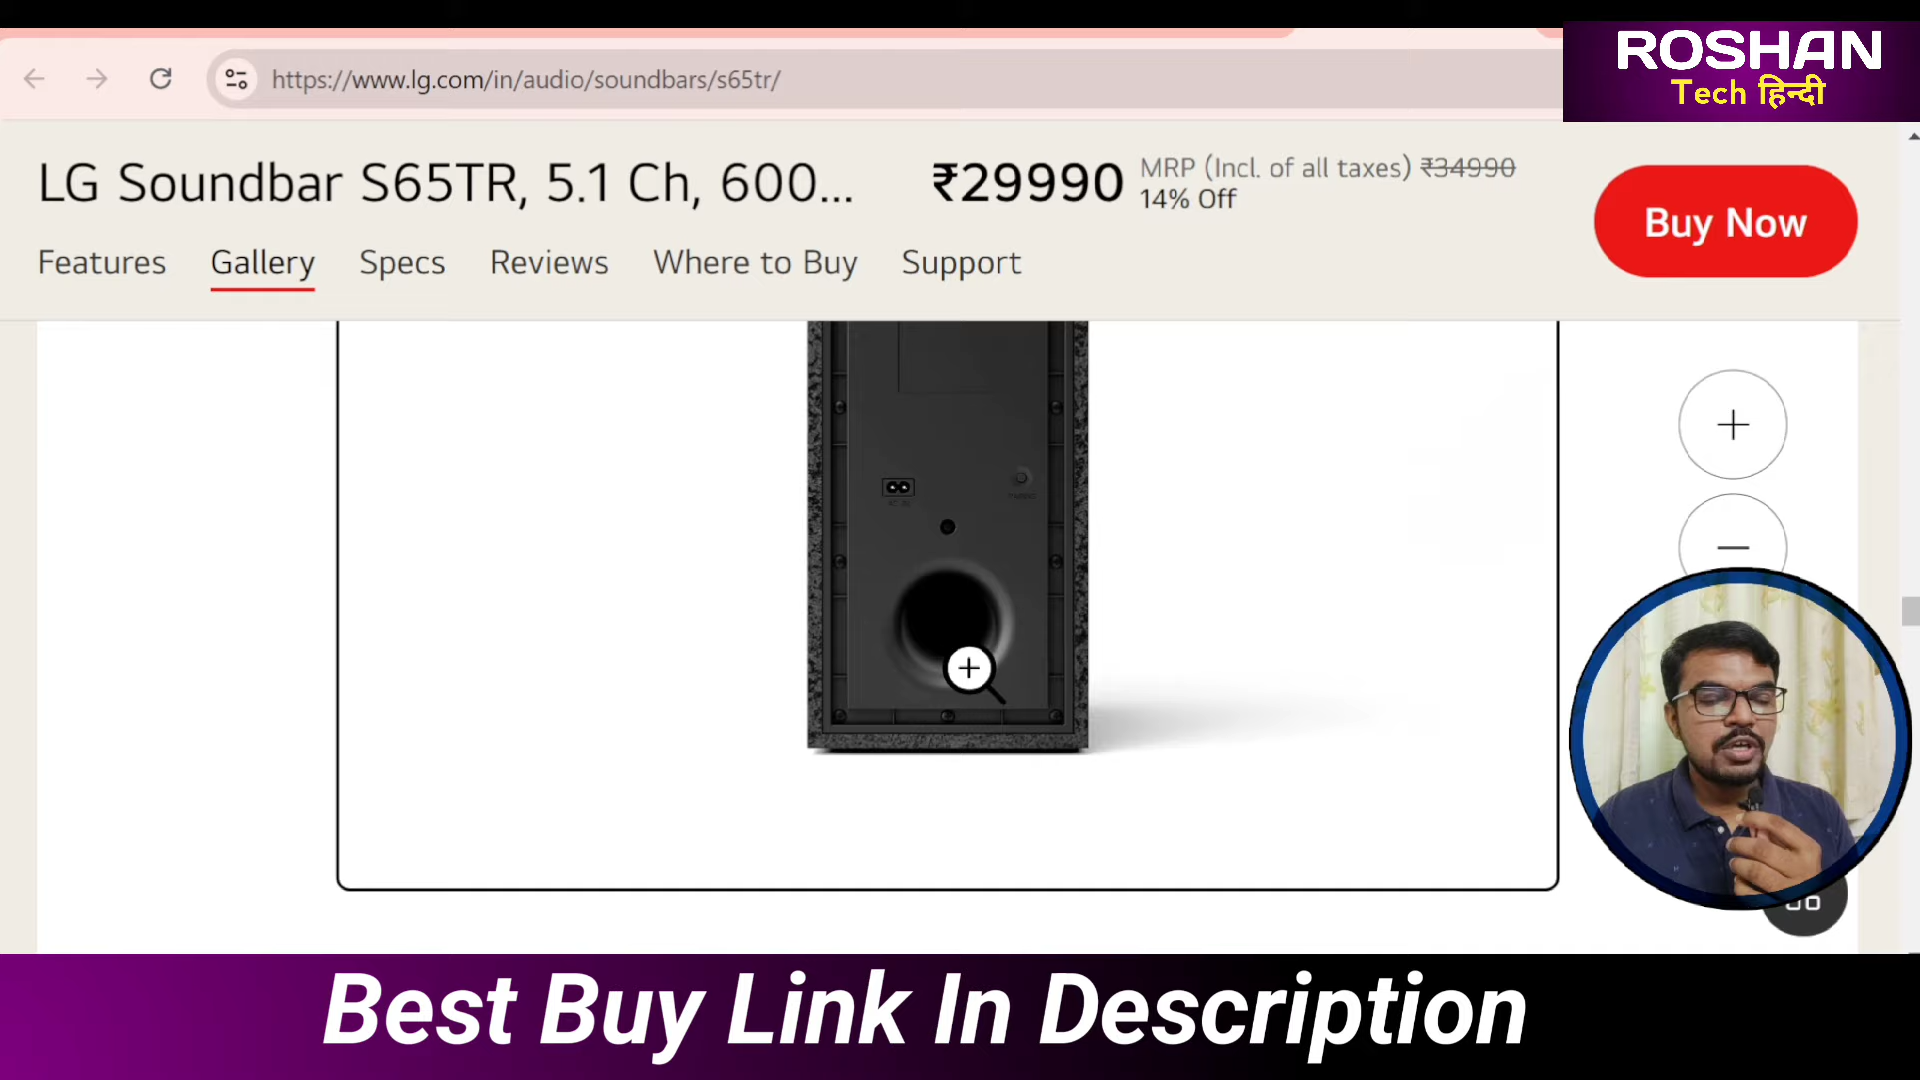 ROSHAN
Tech हिन्दी
https://www.lg.com/in/audio/soundbars/s65tr/
LG Soundbar S65TR, 5.1 Ch, 600...
₹29990
MRP (Incl. of all taxes) ₹34990
14% Off
Buy Now
Features Gallery Specs Reviews Where to Buy Support
Best Buy Link In Description